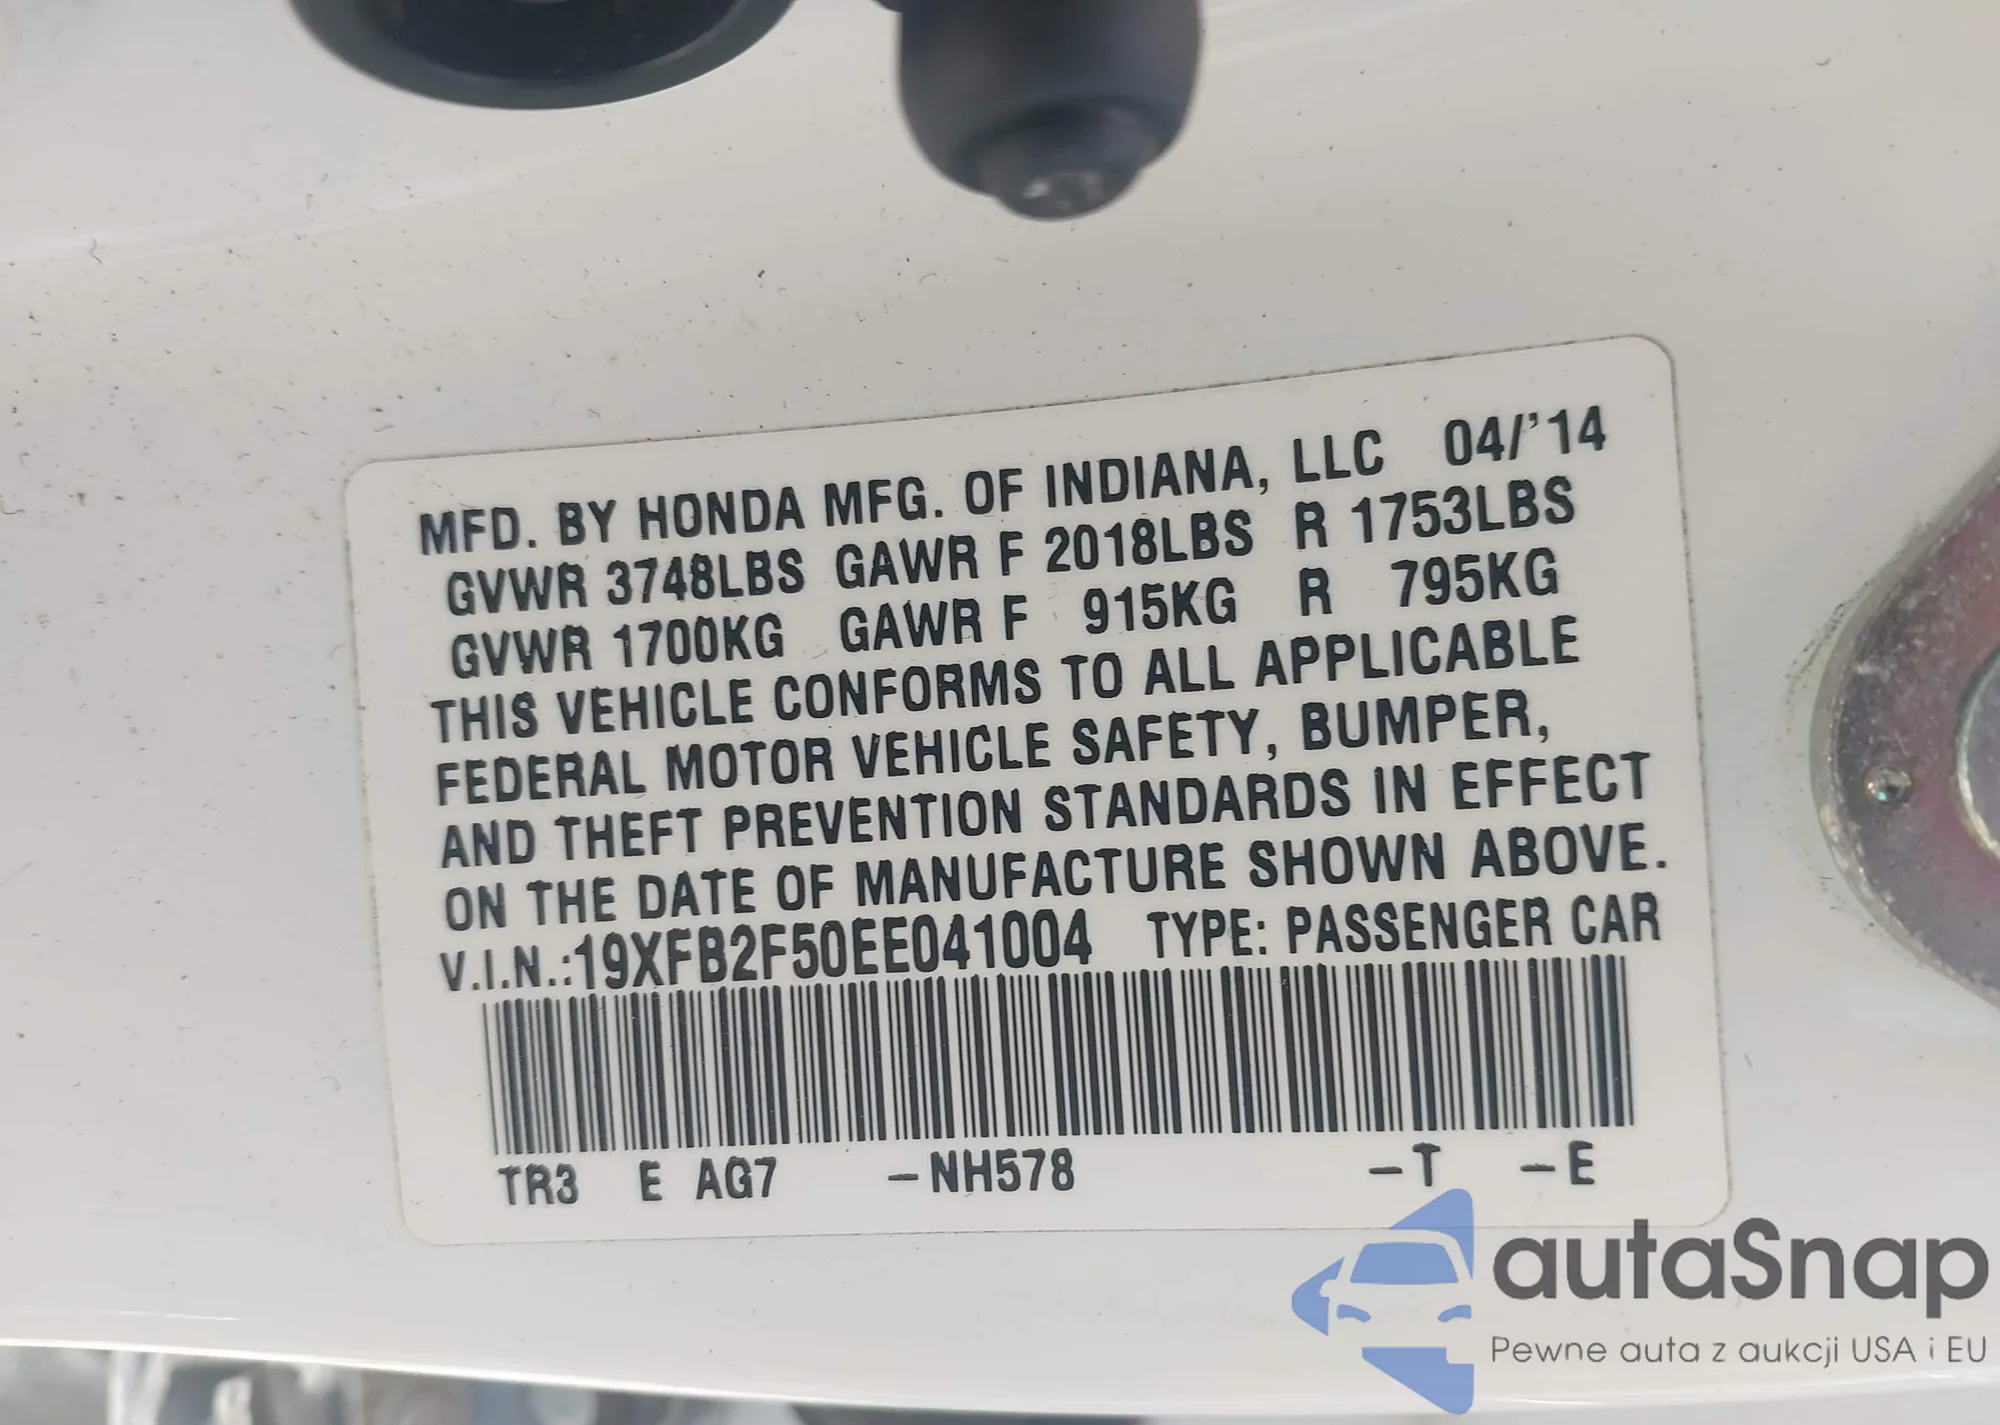 MFD. BY HONDA MFG. OF INDIANA, LLC 04/'14
GVWR 3748LBS GAWR F 2018LBS R 1753LBS
GVWR 1700KG GAWR F 915KG R 795KG
THIS VEHICLE CONFORMS TO ALL APPLICABLE
FEDERAL MOTOR VEHICLE SAFETY, BUMPER,
AND THEFT PREVENTION STANDARDS IN EFFECT
ON THE DATE OF MANUFACTURE SHOWN ABOVE.
V.I.N.:19XFB2F50EE041004 TYPE: PASSENGER CAR
TR3 E AG7 –NH578 –T –E
autaSnap
Pewne auta z aukcji USA i EU